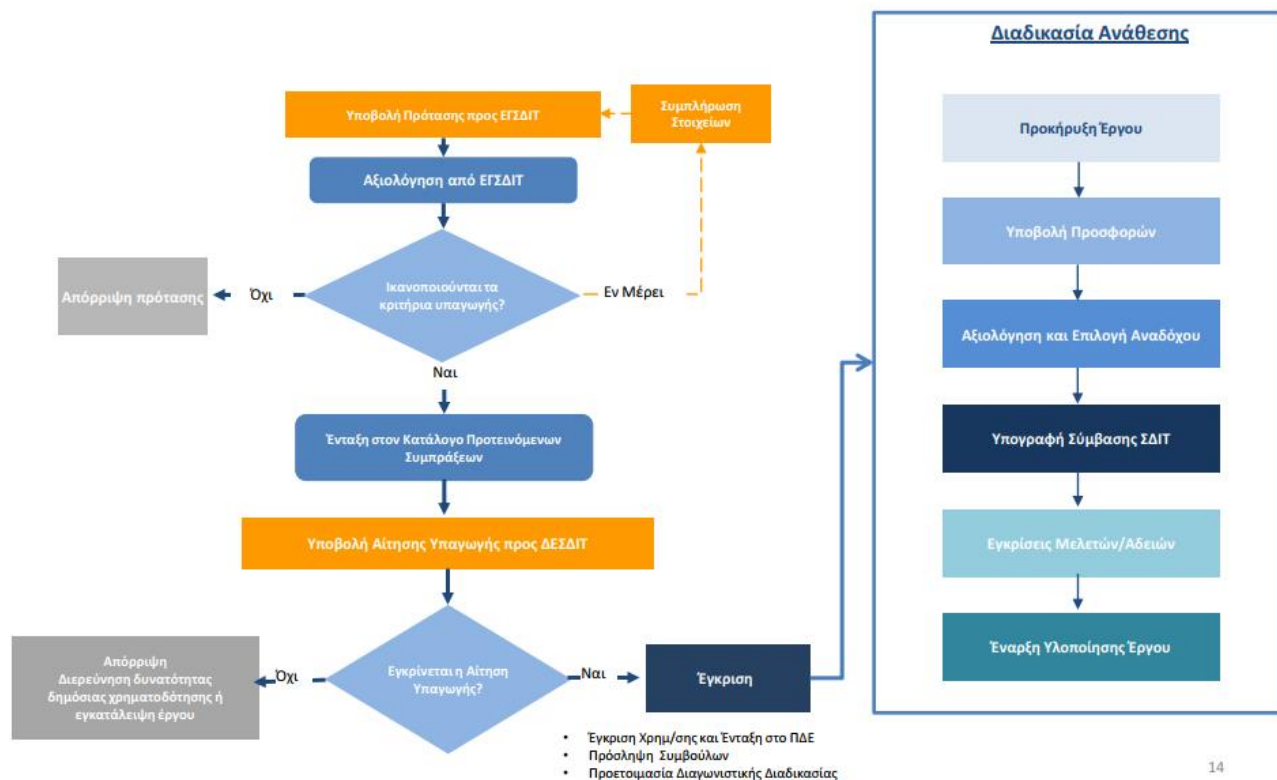 Υποβολή Πρότασης προς ΕΓΣΔΙΤ
Συμπλήρωση
Στοιχείων
Αξιολόγηση από ΕΓΣΔΙΤ
Ικανοποιούνται τα
κριτήρια υπαγωγής?
Όχι
Απόρριψη πρότασης
Εν Μέρει
Ναι
Ένταξη στον Κατάλογο Προτεινόμενων
Συμπράξεων
Υποβολή Αίτησης Υπαγωγής προς ΔΕΣΔΙΤ
Εγκρίνεται η Αίτηση
Υπαγωγής?
Όχι
Απόρριψη
Διερεύνηση δυνατότητας
δημόσιας χρηματοδότησης ή
εγκατάλειψη έργου
Ναι
Έγκριση
• Έγκριση Χρημ/σης και Ένταξη στο ΠΔΕ
• Πρόσληψη Συμβούλων
• Προετοιμασία Διαγωνιστικής Διαδικασίας
Διαδικασία Ανάθεσης
Προκήρυξη Έργου
Υποβολή Προσφορών
Αξιολόγηση και Επιλογή Αναδόχου
Υπογραφή Σύμβασης ΣΔΙΤ
Εγκρίσεις Μελετών/Αδειών
Έναρξη Υλοποίησης Έργου
14